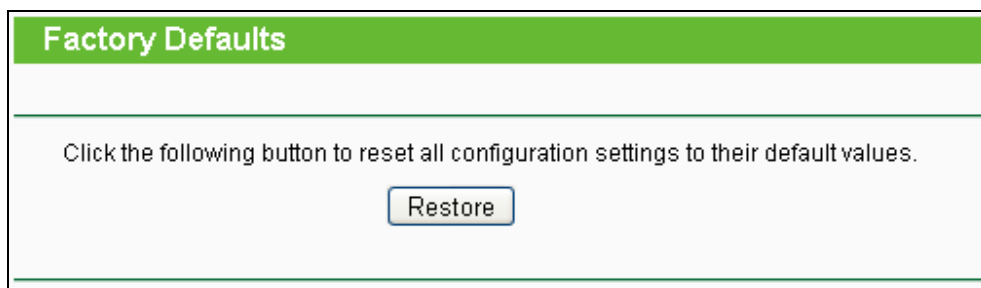 Factory Defaults
Click the following button to reset all configuration settings to their default values.
Restore